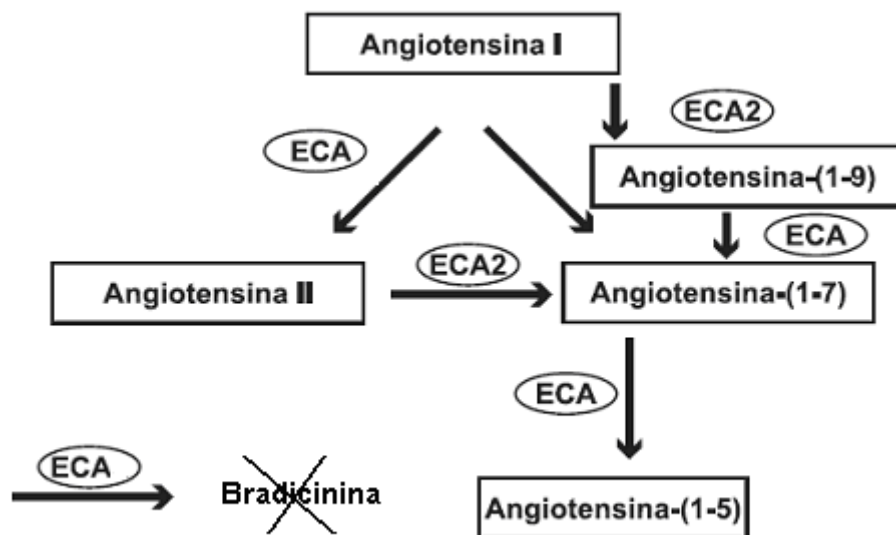 Angiotensina I
ECA2
ECA
Angiotensina-(1-9)
ECA
ECA2
Angiotensina II
Angiotensina-(1-7)
ECA
ECA
Bradicinina
Angiotensina-(1-5)